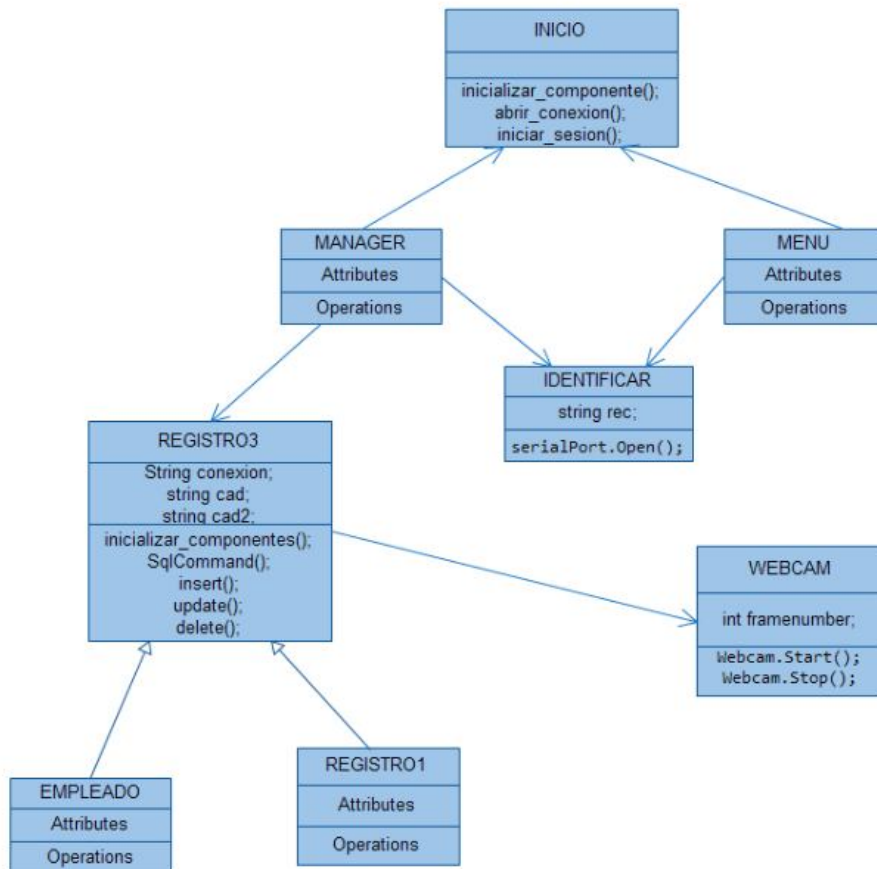 INICIO
inicializar_componente();
abrir_conexion();
iniciar_sesion();
MANAGER
Attributes
Operations
MENU
Attributes
Operations
IDENTIFICAR
string rec;
serialPort.Open();
REGISTRO3
String conexion;
string cad;
string cad2;
inicializar_componentes();
SqlCommand();
insert();
update();
delete();
WEBCAM
int framenumber;
Webcam.Start();
Webcam.Stop();
EMPLEADO
Attributes
Operations
REGISTRO1
Attributes
Operations